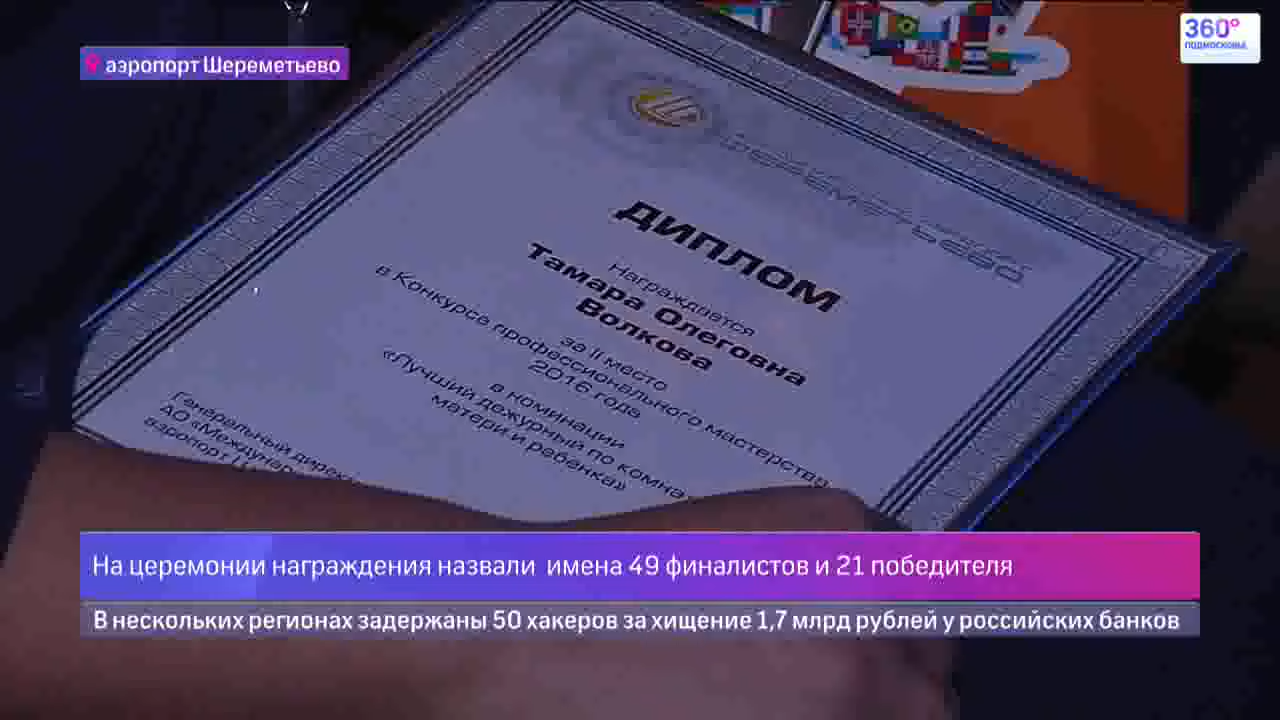 аэропорт Шереметьево
360°
ПОДМОСКОВЬЕ
ШЕРЕМЕТЬЕВО
ДИПЛОМ
Награждается
Тамара Олеговна
Волкова
за II место
в Конкурсе профессионального мастерства
2016 года
в номинации
«Лучший дежурный по комна
матери и ребенка»
Генеральный дирек
АО «Междунаро
аэропорт Ш
На церемонии награждения назвали имена 49 финалистов и 21 победителя
В нескольких регионах задержаны 50 хакеров за хищение 1,7 млрд рублей у российских банков